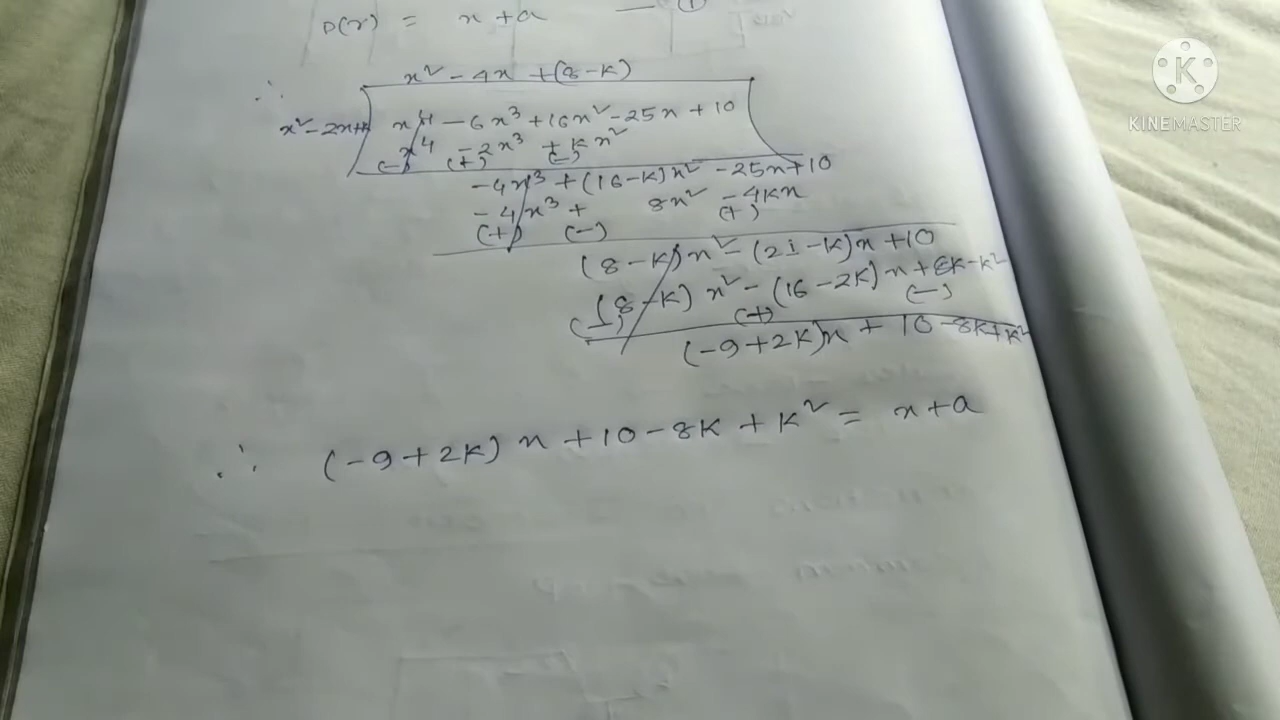 P(r) = x + a — ①
∴ x² - 4x + (8-K)
x² - 2x + K x⁴ - 6x³ + 16x² - 25x + 10
x⁴ - 2x³ + Kx²
(-) (+) (-)
-4x³ + (16-K)x² - 25x + 10
-4x³ + 8x² - 4Kx
(+) (-) (+)
(8-K)x² - (25-K)x + 10
(8-K)x² - (16-2K)x + 8K-K²
(-) (+) (-)
(-9+2K)x + 10-8K+K²
∴ (-9+2K)x + 10 - 8K + K² = x + a
K
KINEMASTER